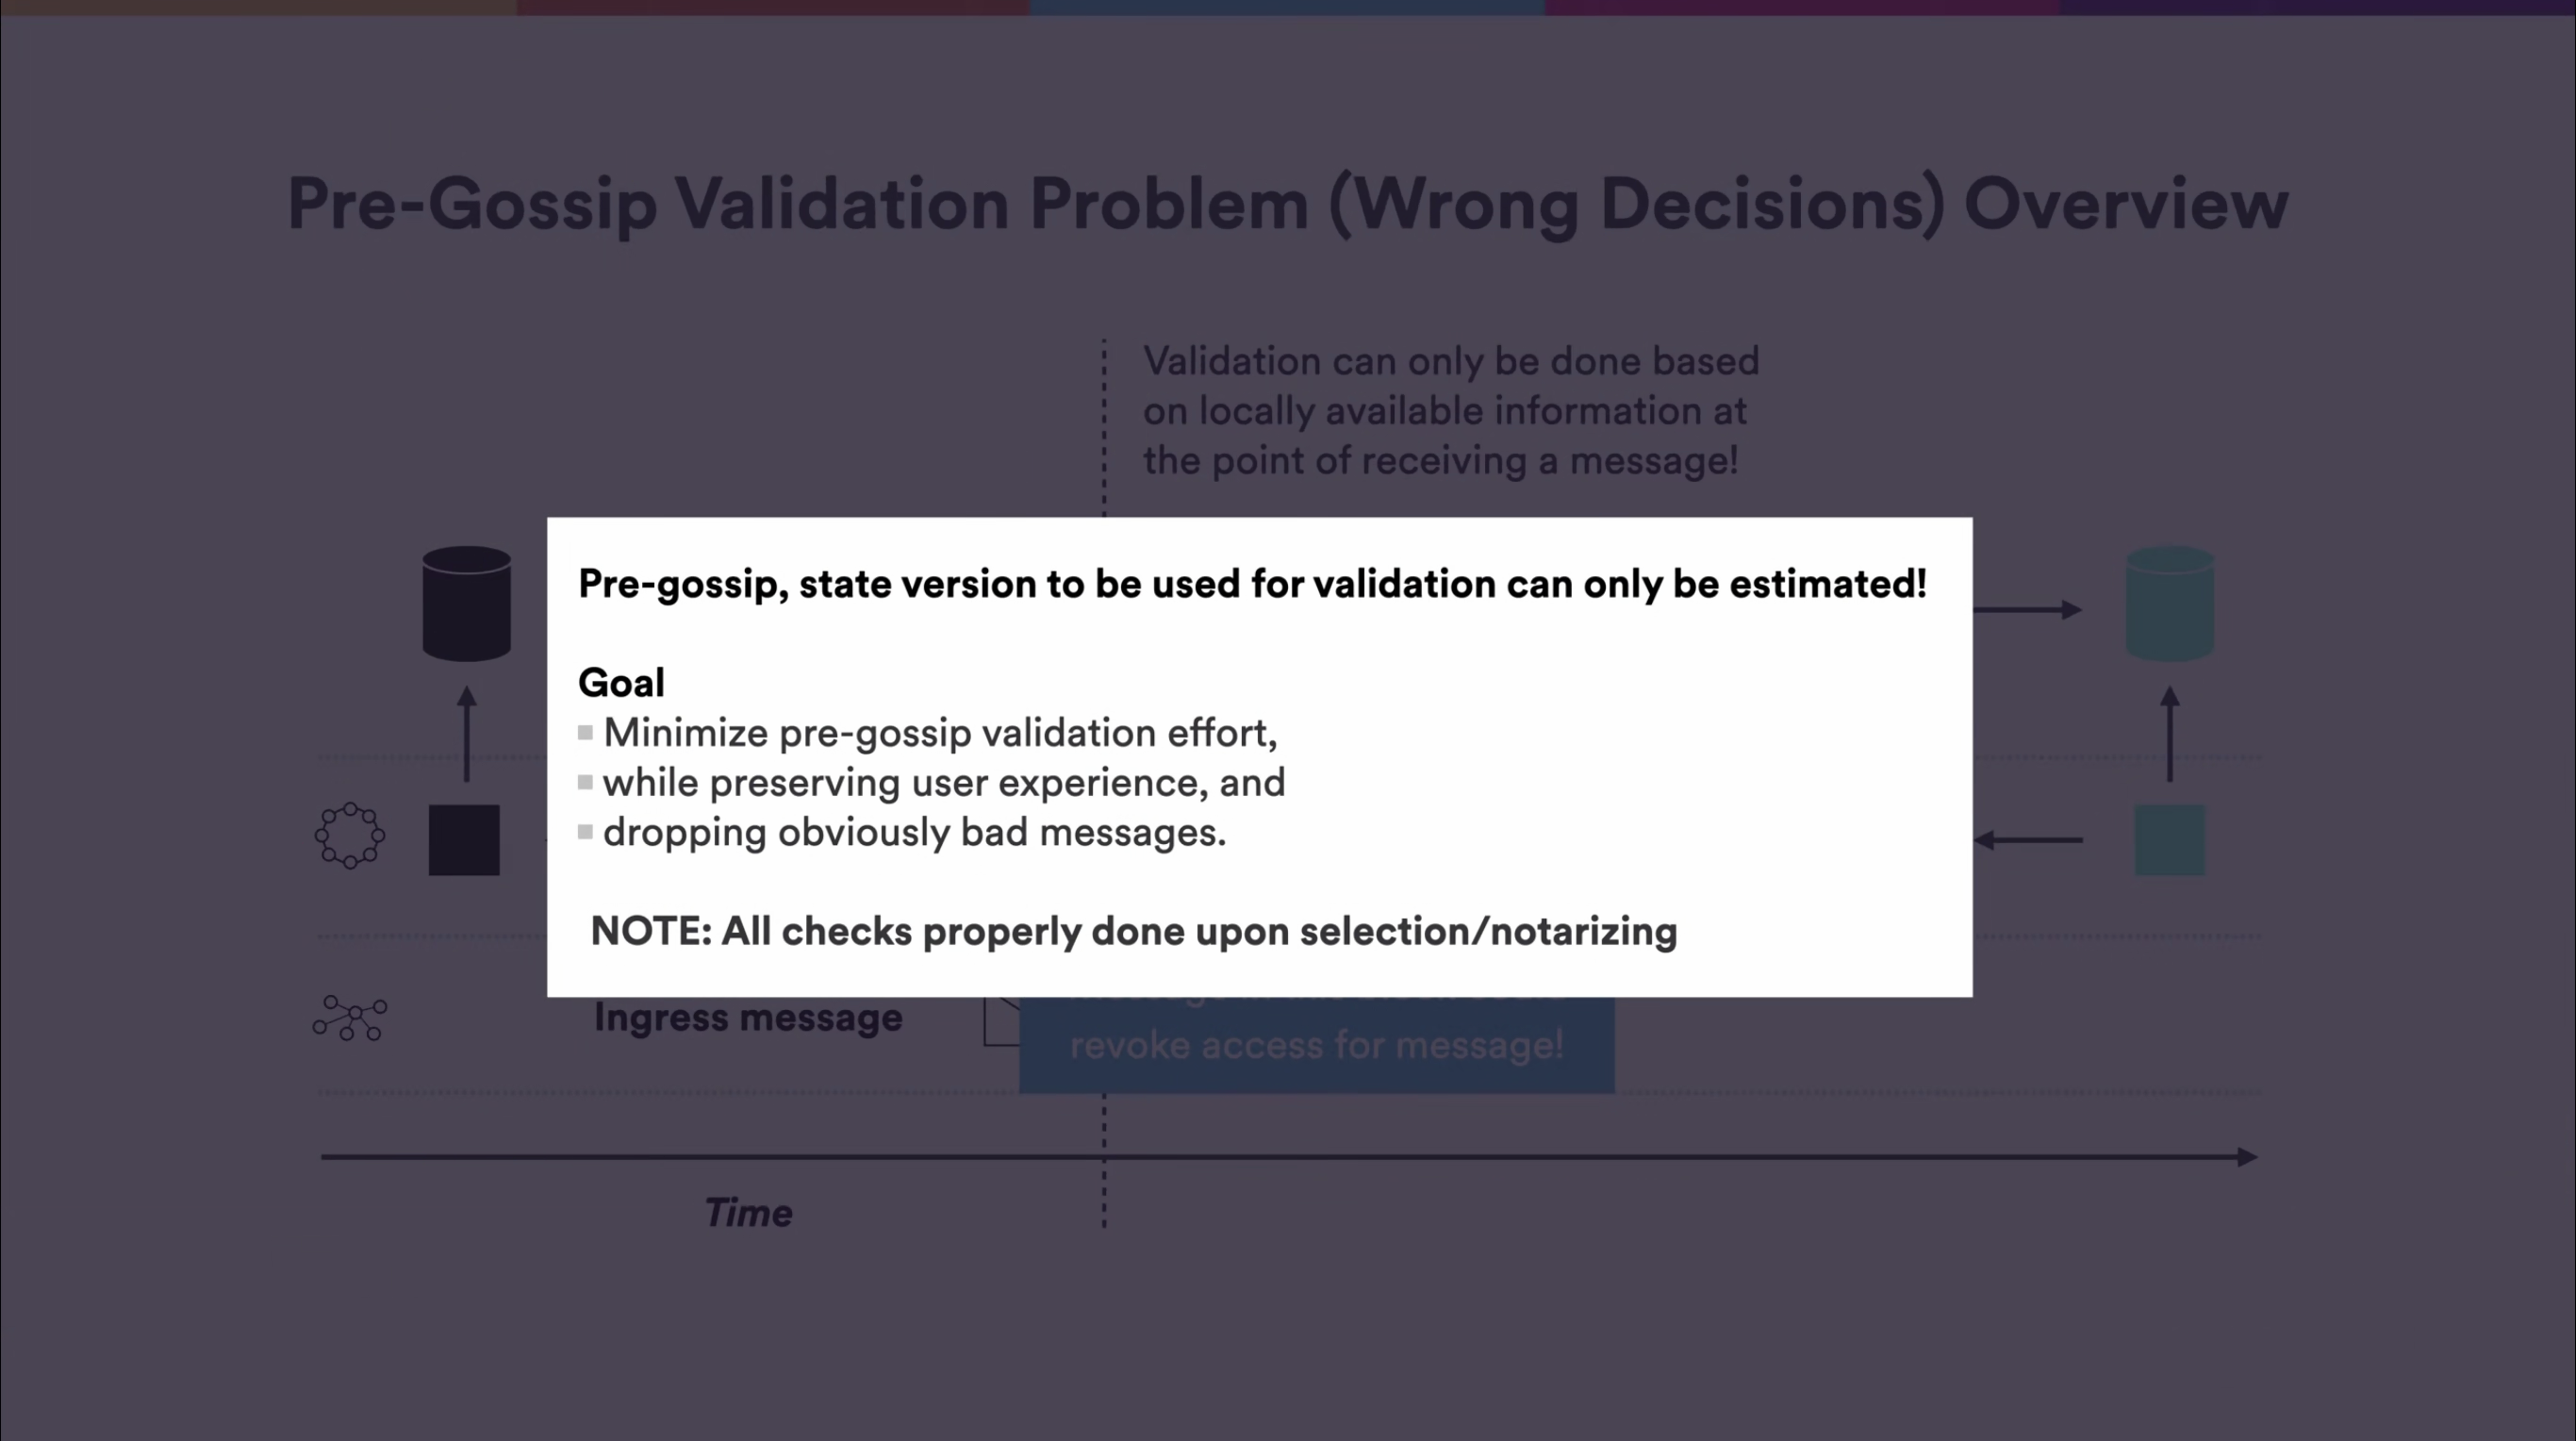 Pre-Gossip Validation Problem (Wrong Decisions) Overview
Validation can only be done based
on locally available information at
the point of receiving a message!
Pre-gossip, state version to be used for validation can only be estimated!
Goal
Minimize pre-gossip validation effort,
while preserving user experience, and
dropping obviously bad messages.
NOTE: All checks properly done upon selection/notarizing
Ingress message
revoke access for message!
Time